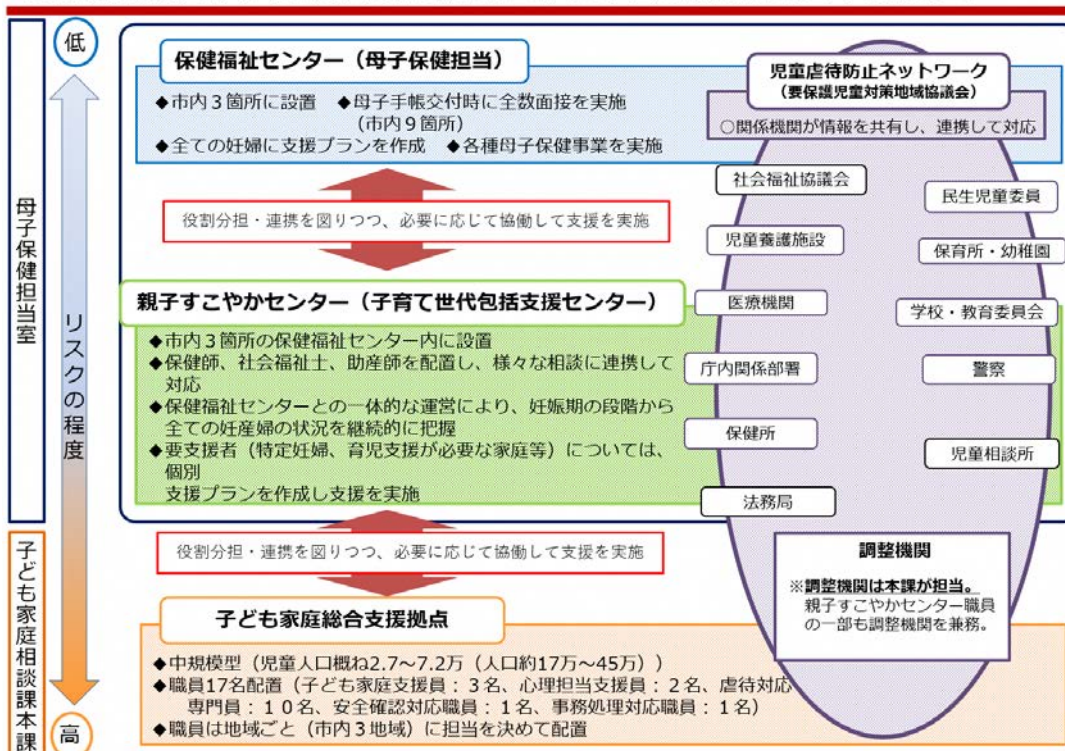 低
母子保健担当室
リスクの程度
子ども家庭相談課本課
高
保健福祉センター（母子保健担当）
◆市内３箇所に設置　◆母子手帳交付時に全数面接を実施
（市内９箇所）
◆全ての妊婦に支援プランを作成　◆各種母子保健事業を実施
役割分担・連携を図りつつ、必要に応じて協働して支援を実施
親子すこやかセンター（子育て世代包括支援センター）
◆市内３箇所の保健福祉センター内に設置
◆保健師、社会福祉士、助産師を配置し、様々な相談に連携して
対応
◆保健福祉センターとの一体的な運営により、妊娠期の段階から
全ての妊産婦の状況を継続的に把握
◆要支援者（特定妊婦、育児支援が必要な家庭等）については、
個別
支援プランを作成し支援を実施
役割分担・連携を図りつつ、必要に応じて協働して支援を実施
子ども家庭総合支援拠点
◆中規模型（児童人口概ね2.7～7.2万（人口約17万～45万））
◆職員17名配置（子ども家庭支援員：３名、心理担当支援員：２名、虐待対応
専門員：１０名、安全確認対応職員：１名、事務処理対応職員：１名）
◆職員は地域ごと（市内３地域）に担当を決めて配置
児童虐待防止ネットワーク
（要保護児童対策地域協議会）
○関係機関が情報を共有し、連携して対応
社会福祉協議会
民生児童委員
児童養護施設
保育所・幼稚園
医療機関
学校・教育委員会
庁内関係部署
警察
保健所
児童相談所
法務局
調整機関
※調整機関は本課が担当。
親子すこやかセンター職員
の一部も調整機関を兼務。